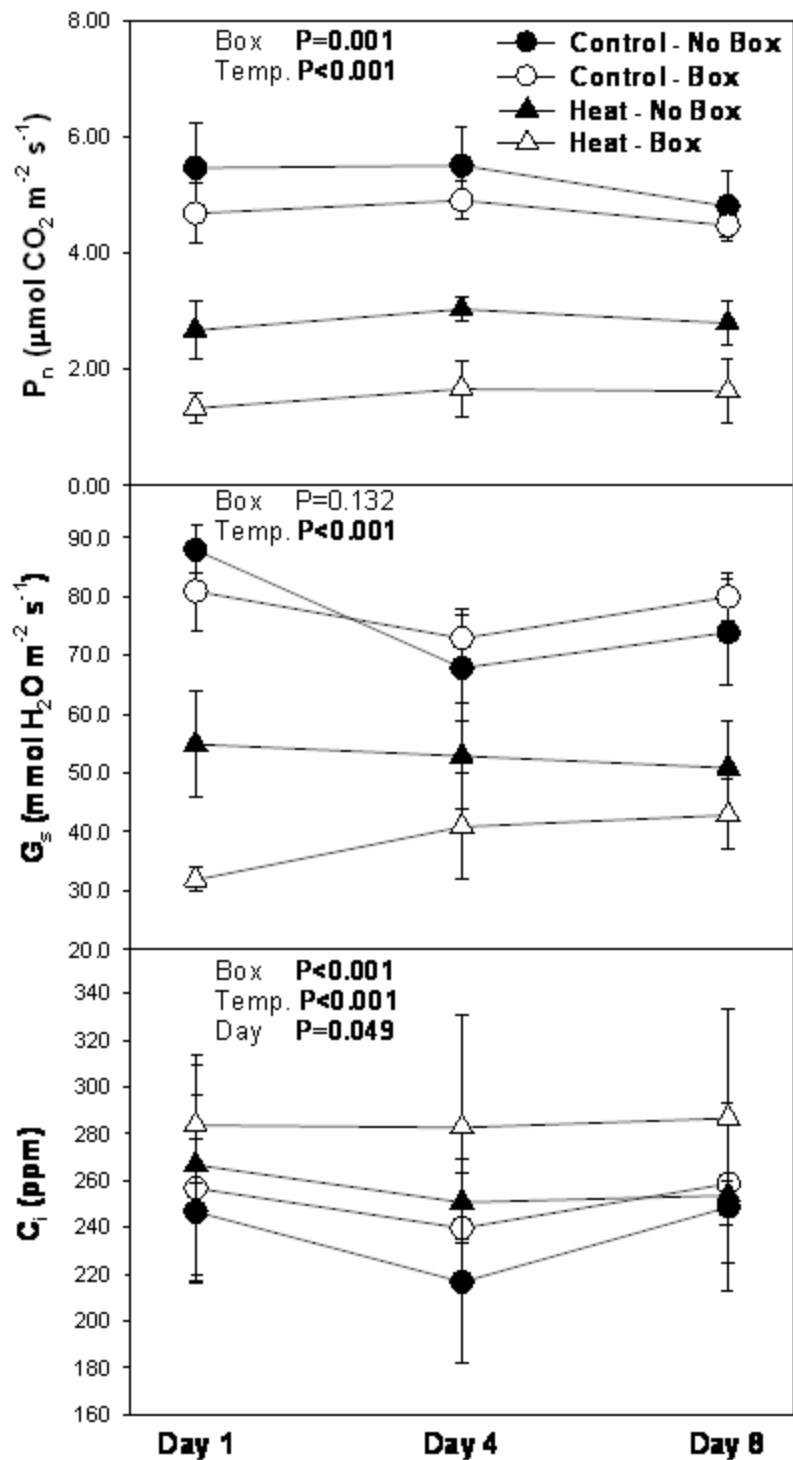 8.00
Box P=0.001
Temp. P<0.001
Control - No Box
Control - Box
Heat - No Box
Heat - Box
6.00
4.00
2.00
0.00
Pn (μmol CO2 m-2 s-1)
Box P=0.132
Temp. P<0.001
90.0
80.0
70.0
60.0
50.0
40.0
30.0
20.0
Gs (mmol H2O m-2 s-1)
Box P<0.001
Temp. P<0.001
Day P=0.049
340
320
300
280
260
240
220
200
180
160
Ci (ppm)
Day 1 Day 4 Day 8